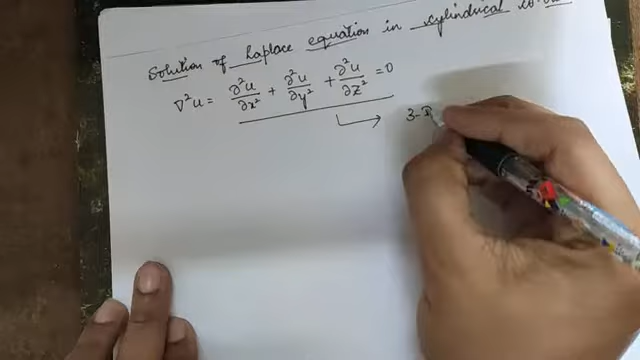 Solution of Laplace equation in cylindrical
∇²u = ∂²u/∂x² + ∂²u/∂y² + ∂²u/∂z² = 0
3-D